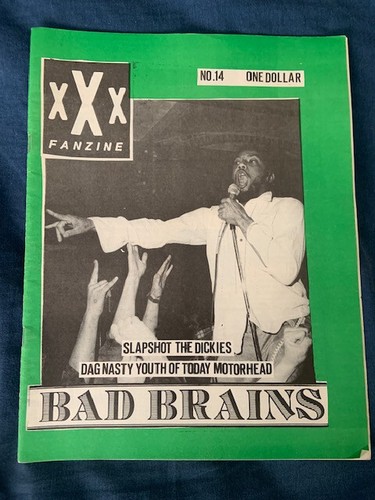 NO.14 ONE DOLLAR
XXX
FANZINE
SLAPSHOT THE DICKIES
DAG NASTY YOUTH OF TODAY MOTORHEAD
BAD BRAINS